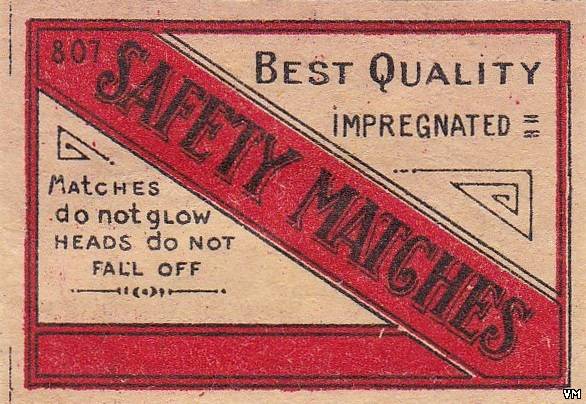 807
SAFETY MATCHES
BEST QUALITY
IMPREGNATED =
MATCHES
do not glow
HEADS do NOT
FALL OFF
VM